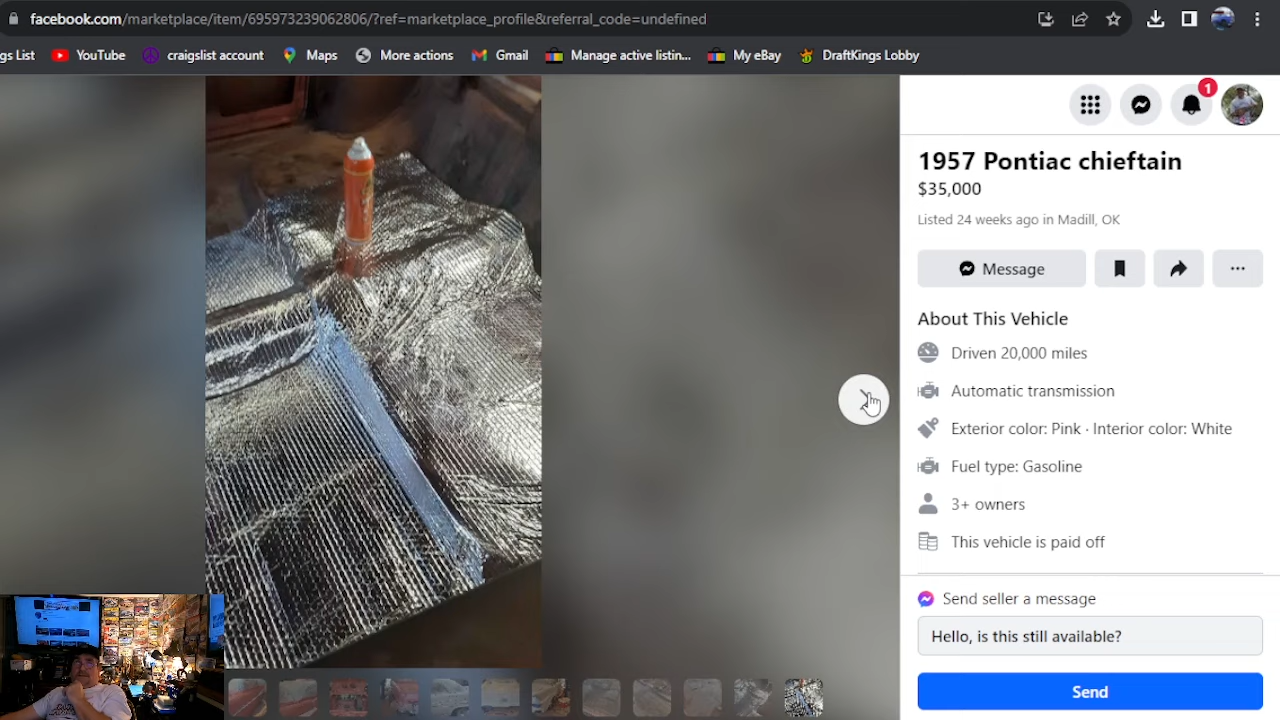 facebook.com/marketplace/item/695973239062806/?ref=marketplace_profile&referral_code=undefined
gs List YouTube craigslist account Maps More actions Gmail Manage active listin... My eBay DraftKings Lobby
1
1957 Pontiac chieftain
$35,000
Listed 24 weeks ago in Madill, OK
Message
About This Vehicle
Driven 20,000 miles
Automatic transmission
Exterior color: Pink · Interior color: White
Fuel type: Gasoline
3+ owners
This vehicle is paid off
Send seller a message
Hello, is this still available?
Send